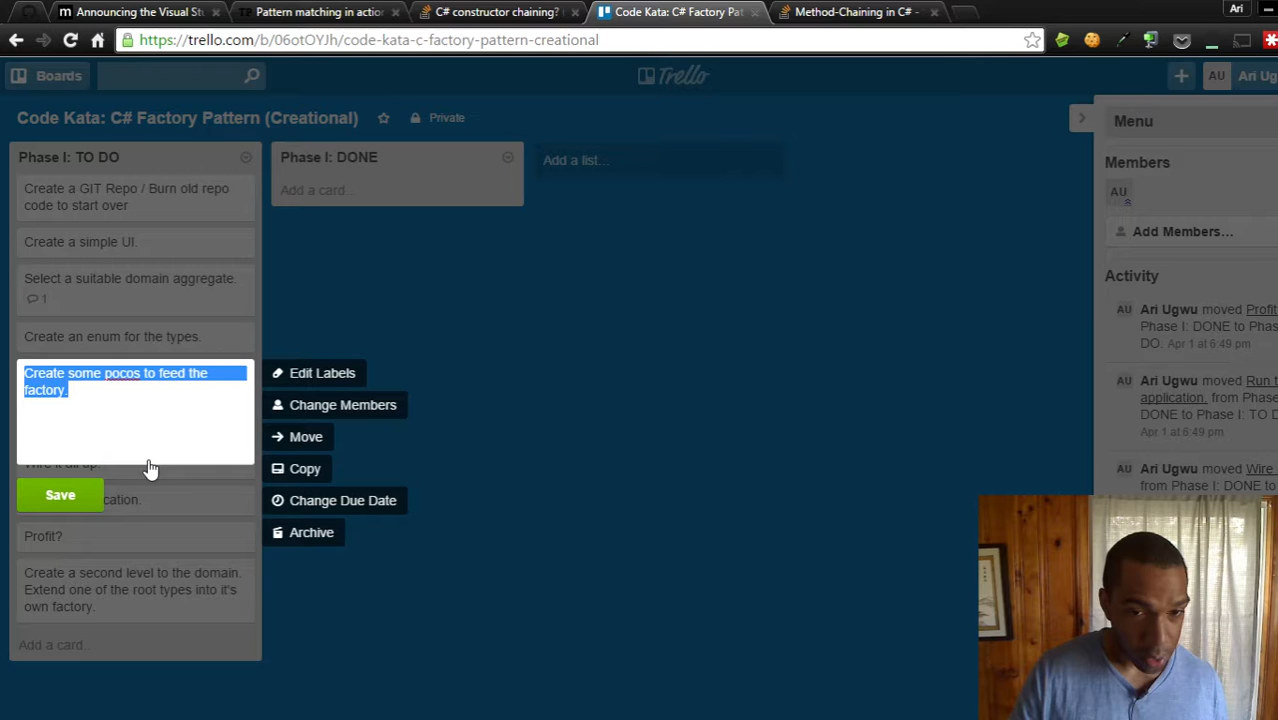 Announcing the Visual Stu
Pattern matching in action
C# constructor chaining?
Code Kata: C# Factory Pat
Method-Chaining in C# -
Ari
https://trello.com/b/06otOYJh/code-kata-c-factory-pattern-creational
Boards
Trello
AU
Ari Ug
Code Kata: C# Factory Pattern (Creational)
Private
Menu
Phase I: TO DO
Phase I: DONE
Add a list...
Members
Create a GIT Repo / Burn old repo
code to start over
Add a card...
AU
Create a simple UI.
Add Members...
Select a suitable domain aggregate.
1
Activity
Create an enum for the types.
AU
Ari Ugwu moved Profit
Phase I: DONE to Phas
DO. Apr 1 at 6:49 pm
Create some pocos to feed the
factory.
Edit Labels
Change Members
Move
Copy
Change Due Date
Archive
AU
Ari Ugwu moved Run t
application. from Phase
DONE to Phase I: TO D
Apr 1 at 6:49 pm
Wire it all up.
AU
Ari Ugwu moved Wire
up. from Phase I: DONE
Save
cation.
Profit?
Create a second level to the domain.
Extend one of the root types into it's
own factory.
Add a card...